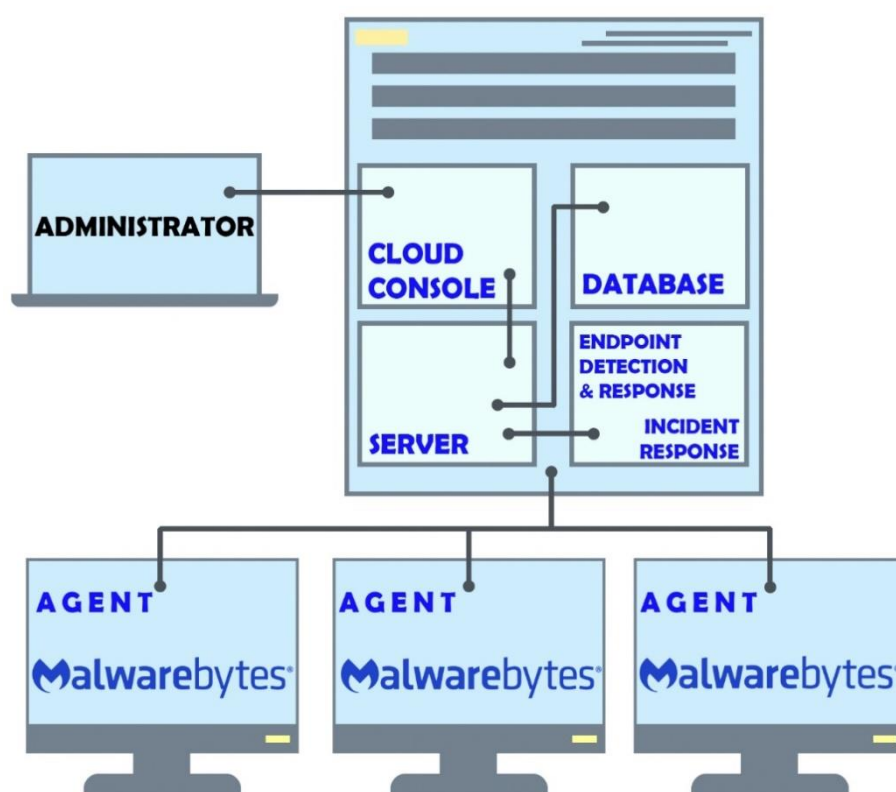 ADMINISTRATOR
CLOUD
CONSOLE
DATABASE
SERVER
ENDPOINT
DETECTION
& RESPONSE
INCIDENT
RESPONSE
AGENT
Malwarebytes®
AGENT
Malwarebytes®
AGENT
Malwarebytes®